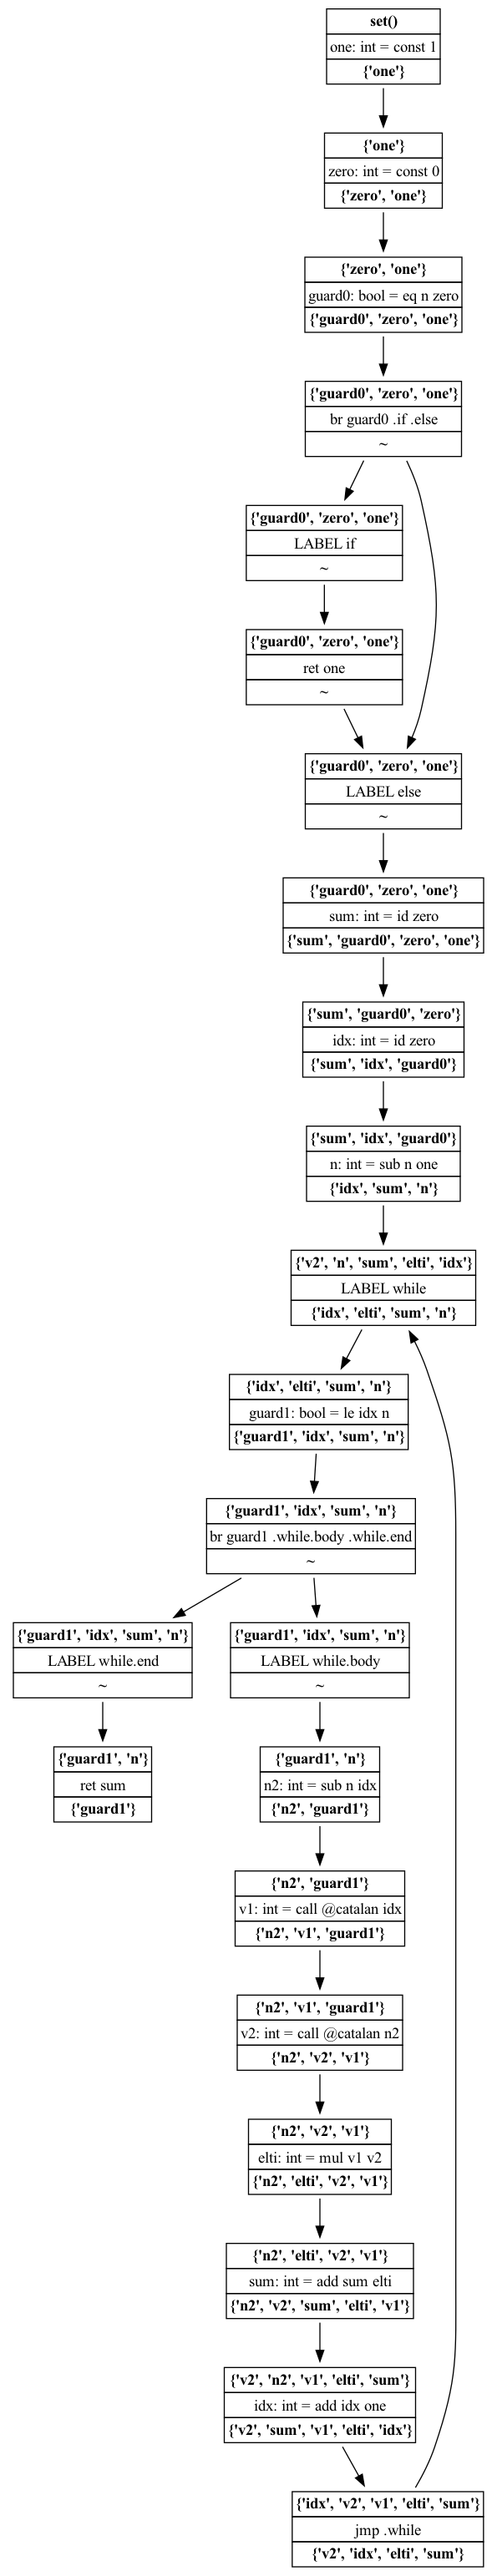 set()
one: int = const 1
{'one'}
{'one'}
zero: int = const 0
{'zero', 'one'}
{'zero', 'one'}
guard0: bool = eq n zero
{'guard0', 'zero', 'one'}
{'guard0', 'zero', 'one'}
br guard0 .if .else
~
{'guard0', 'zero', 'one'}
LABEL if
~
{'guard0', 'zero', 'one'}
ret one
~
{'guard0', 'zero', 'one'}
LABEL else
~
{'guard0', 'zero', 'one'}
sum: int = id zero
{'sum', 'guard0', 'zero', 'one'}
{'sum', 'guard0', 'zero'}
idx: int = id zero
{'sum', 'idx', 'guard0'}
{'sum', 'idx', 'guard0'}
n: int = sub n one
{'idx', 'sum', 'n'}
{'v2', 'n', 'sum', 'elti', 'idx'}
LABEL while
{'idx', 'elti', 'sum', 'n'}
{'idx', 'elti', 'sum', 'n'}
guard1: bool = le idx n
{'guard1', 'idx', 'sum', 'n'}
{'guard1', 'idx', 'sum', 'n'}
br guard1 .while.body .while.end
~
{'guard1', 'idx', 'sum', 'n'}
LABEL while.end
~
{'guard1', 'idx', 'sum', 'n'}
LABEL while.body
~
{'guard1', 'n'}
ret sum
{'guard1'}
{'guard1', 'n'}
n2: int = sub n idx
{'n2', 'guard1'}
{'n2', 'guard1'}
v1: int = call @catalan idx
{'n2', 'v1', 'guard1'}
{'n2', 'v1', 'guard1'}
v2: int = call @catalan n2
{'n2', 'v2', 'v1'}
{'n2', 'v2', 'v1'}
elti: int = mul v1 v2
{'n2', 'elti', 'v2', 'v1'}
{'n2', 'elti', 'v2', 'v1'}
sum: int = add sum elti
{'n2', 'v2', 'sum', 'elti', 'v1'}
{'v2', 'n2', 'v1', 'elti', 'sum'}
idx: int = add idx one
{'v2', 'sum', 'v1', 'elti', 'idx'}
{'idx', 'v2', 'v1', 'elti', 'sum'}
jmp .while
{'v2', 'idx', 'elti', 'sum'}